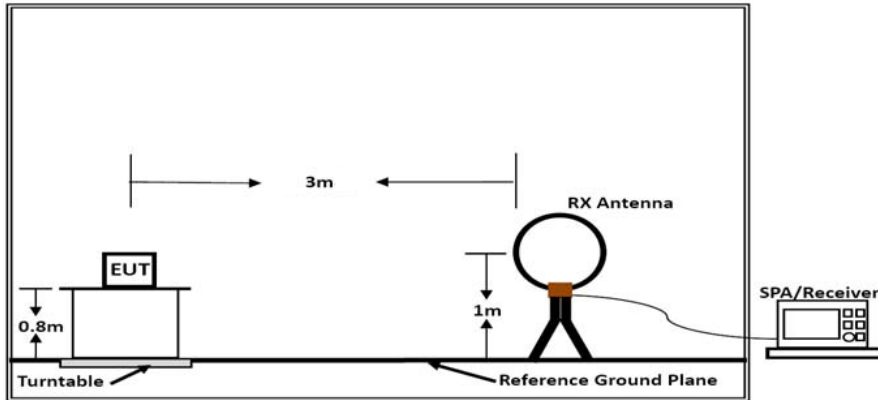 3m
RX Antenna
EUT
SPA/Receiver
0.8m
1m
Turntable
Reference Ground Plane